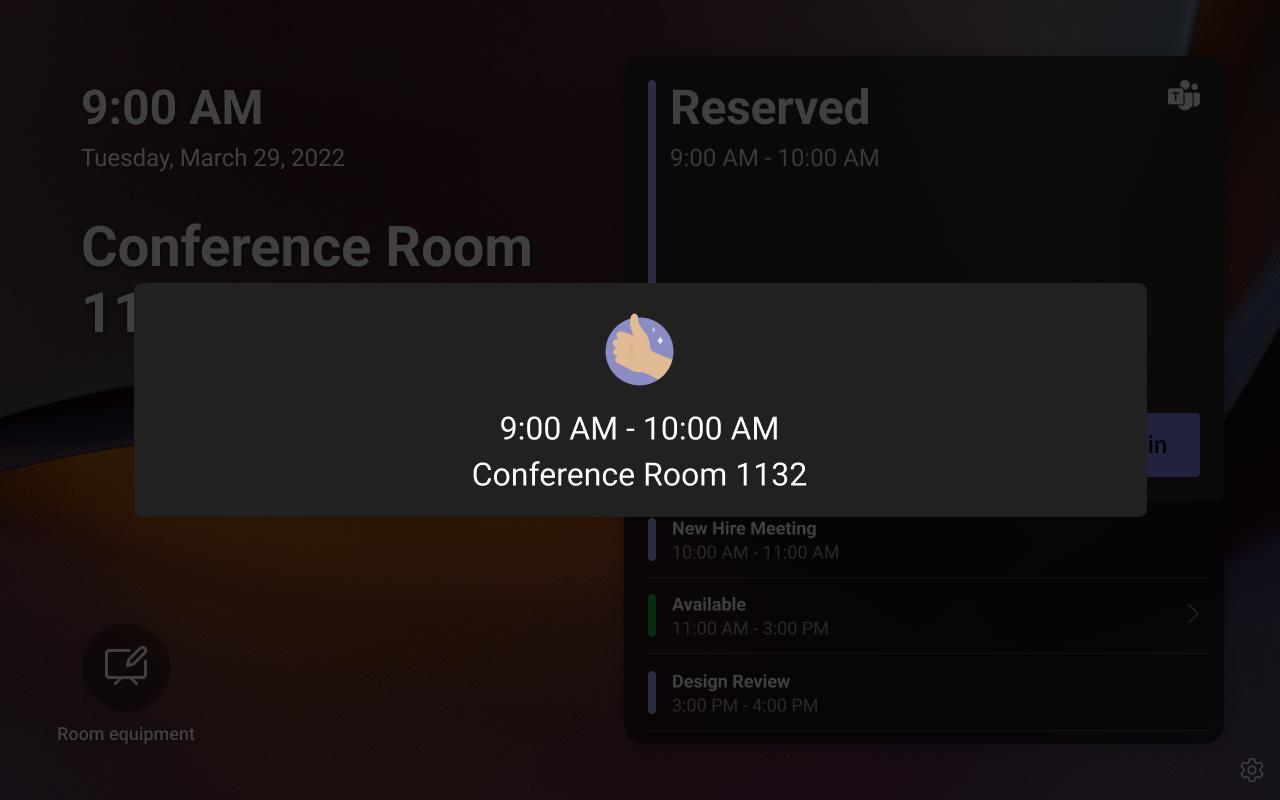 9:00 AM
Tuesday, March 29, 2022
Conference Room
11
Reserved
9:00 AM - 10:00 AM
T
9:00 AM - 10:00 AM
Conference Room 1132
in
New Hire Meeting
10:00 AM - 11:00 AM
Available
11:00 AM - 3:00 PM
Design Review
3:00 PM - 4:00 PM
Room equipment